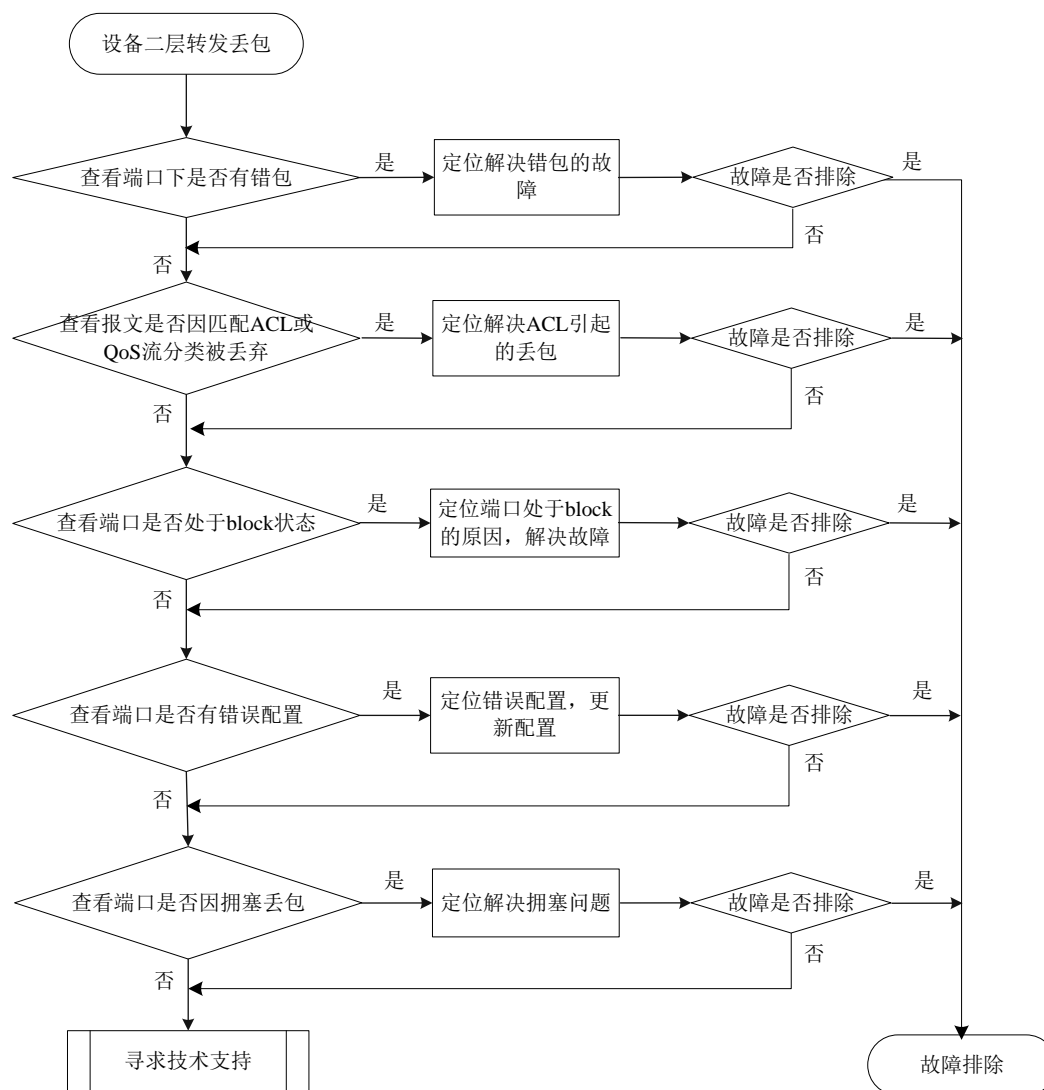 设备二层转发丢包
查看端口下是否有错包
是
定位解决错包的故
障
故障是否排除
是
否
否
查看报文是否因匹配ACL或
QoS流分类被丢弃
是
定位解决ACL引起
的丢包
故障是否排除
是
否
否
查看端口是否处于block状态
是
定位端口处于block
的原因，解决故障
故障是否排除
是
否
否
查看端口是否有错误配置
是
定位错误配置，更
新配置
故障是否排除
是
否
否
查看端口是否因拥塞丢包
是
定位解决拥塞问题
故障是否排除
是
否
否
寻求技术支持
故障排除